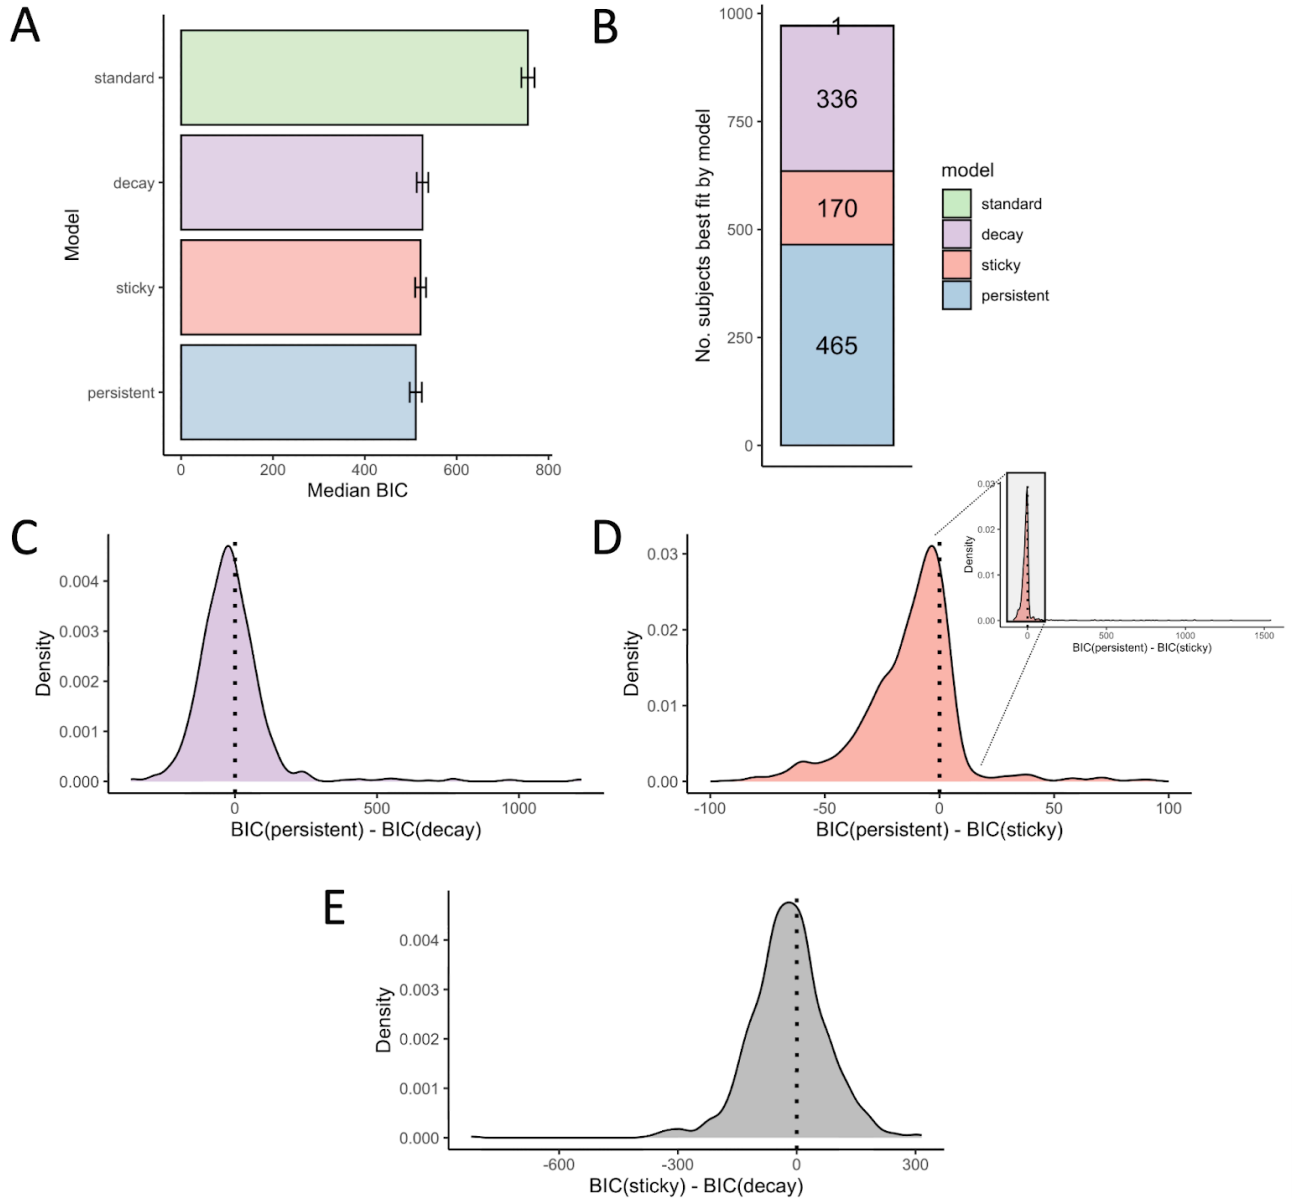 A
standard
decay
sticky
persistent
Model
0 200 400 600 800
Median BIC
B
1000
750
500
250
0
No. subjects best fit by model
1
336
170
465
model
standard
decay
sticky
persistent
C
0.004
0.003
0.002
0.001
0.000
Density
0 500 1000
BIC(persistent) - BIC(decay)
D
0.03
0.02
0.01
0.00
Density
-100 -50 0 50 100
BIC(persistent) - BIC(sticky)
0.03
0.02
0.01
0.00
Density
0 500 1000 1500
BIC(persistent) - BIC(sticky)
E
0.004
0.003
0.002
0.001
0.000
Density
-600 -300 0 300
BIC(sticky) - BIC(decay)